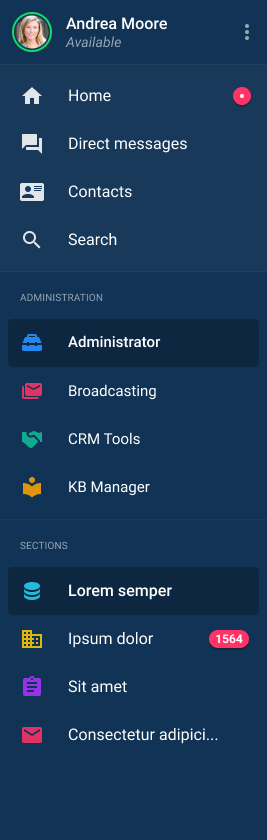 Andrea Moore
Available
Home
Direct messages
Contacts
Search
ADMINISTRATION
Administrator
Broadcasting
CRM Tools
KB Manager
SECTIONS
Lorem semper
Ipsum dolor 1564
Sit amet
Consectetur adipici...